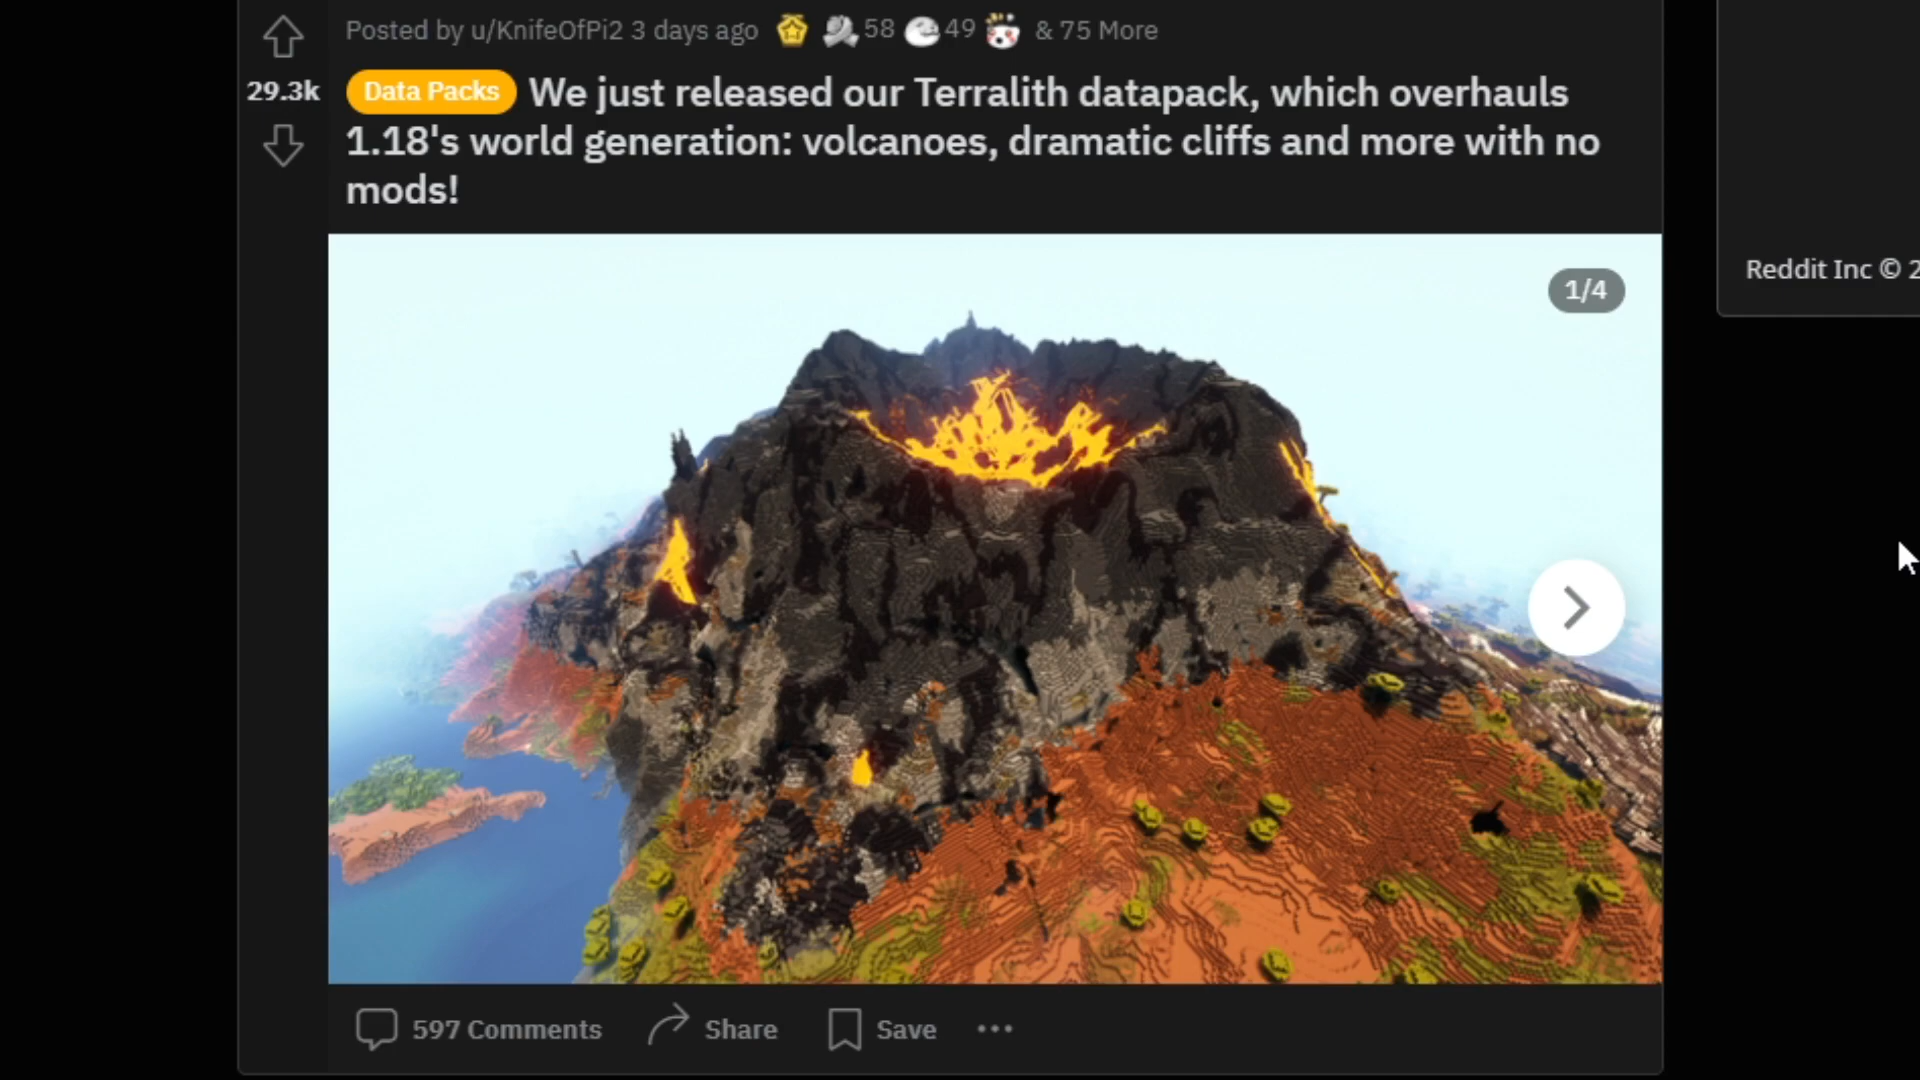 Posted by u/KnifeOfPi2 3 days ago 58 49 & 75 More
29.3k
Data Packs We just released our Terralith datapack, which overhauls
1.18's world generation: volcanoes, dramatic cliffs and more with no
mods!
1/4
Reddit Inc © 2
597 Comments Share Save